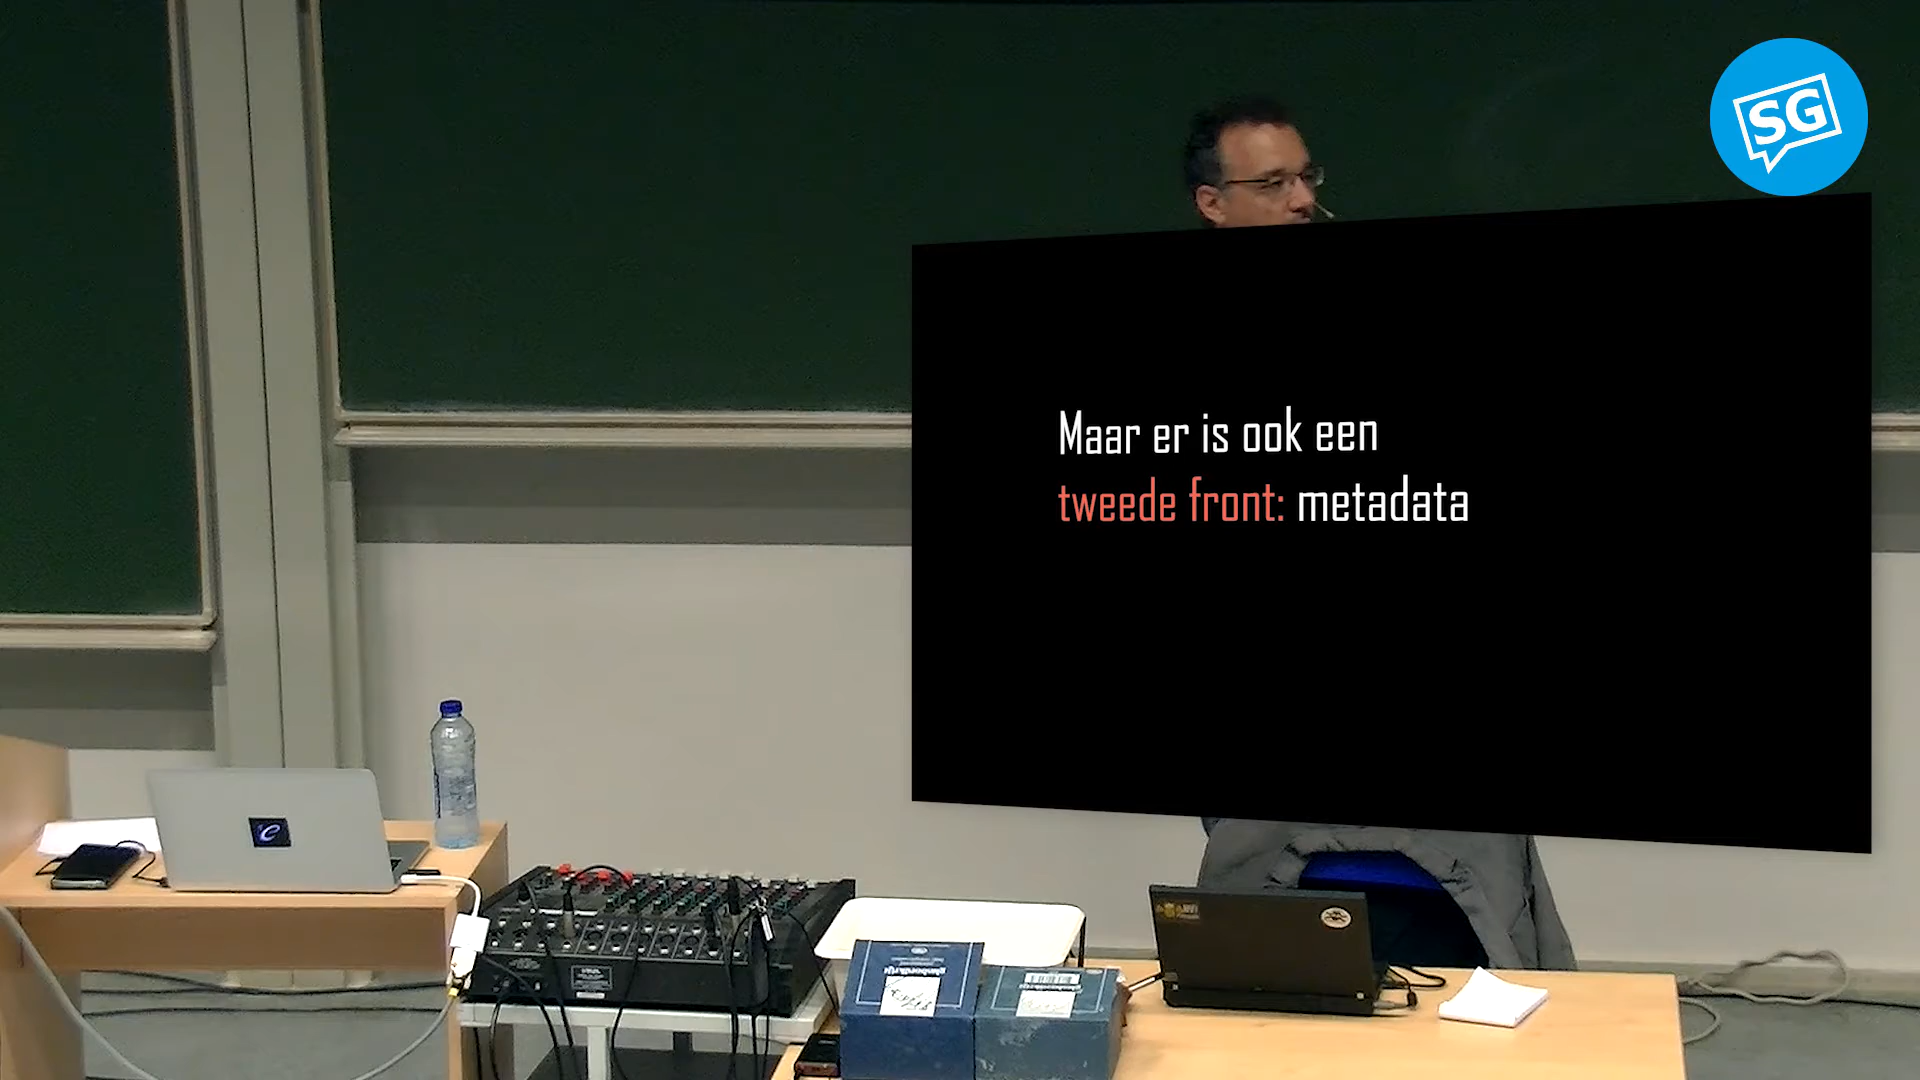 SG
Maar er is ook een
tweede front: metadata